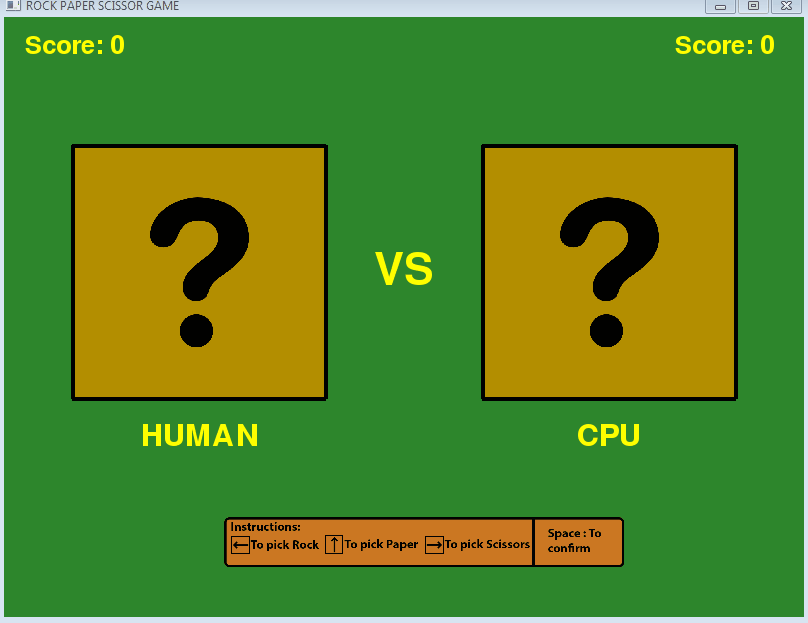 ROCK PAPER SCISSOR GAME
Score: 0
Score: 0
?
?
VS
HUMAN
CPU
Instructions:
←To pick Rock ↑To pick Paper →To pick Scissors
Space : To
confirm